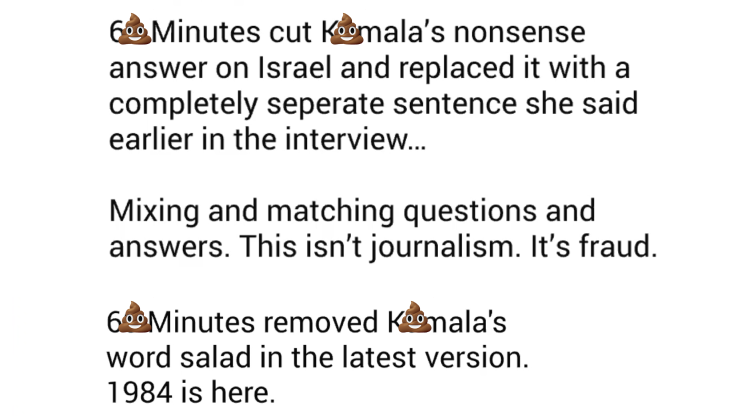 6💩Minutes cut K💩mala's nonsense
answer on Israel and replaced it with a
completely seperate sentence she said
earlier in the interview...
Mixing and matching questions and
answers. This isn't journalism. It's fraud.
6💩Minutes removed K💩mala's
word salad in the latest version.
1984 is here.